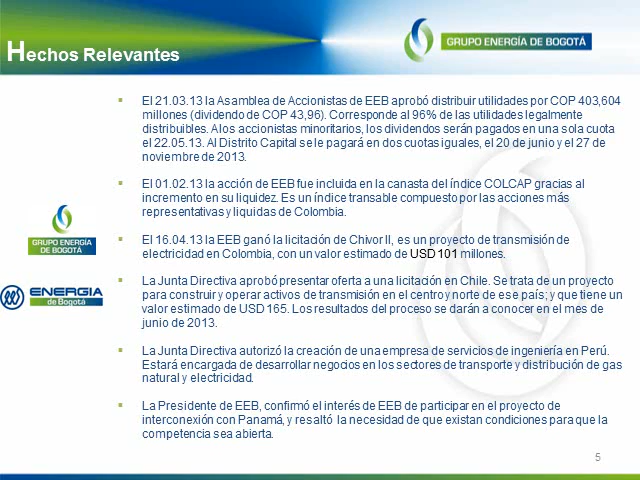 Hechos Relevantes
GRUPO ENERGÍA DE BOGOTÁ
El 21.03.13 la Asamblea de Accionistas de EEB aprobó distribuir utilidades por COP 403,604
millones (dividendo de COP 43,96). Corresponde al 96% de las utilidades legalmente
distribuibles. A los accionistas minoritarios, los dividendos serán pagados en una sola cuota
el 22.05.13. Al Distrito Capital se le pagará en dos cuotas iguales, el 20 de junio y el 27 de
noviembre de 2013.
El 01.02.13 la acción de EEB fue incluida en la canasta del índice COLCAP gracias al
incremento en su liquidez. Es un índice transable compuesto por las acciones más
representativas y liquidas de Colombia.
GRUPO ENERGÍA
DE BOGOTÁ
El 16.04.13 la EEB ganó la licitación de Chivor II, es un proyecto de transmisión de
electricidad en Colombia, con un valor estimado de USD 101 millones.
ENERGIA
de Bogotá
La Junta Directiva aprobó presentar oferta a una licitación en Chile. Se trata de un proyecto
para construir y operar activos de transmisión en el centro y norte de ese país; y que tiene un
valor estimado de USD 165. Los resultados del proceso se darán a conocer en el mes de
junio de 2013.
La Junta Directiva autorizó la creación de una empresa de servicios de ingeniería en Perú.
Estará encargada de desarrollar negocios en los sectores de transporte y distribución de gas
natural y electricidad.
La Presidente de EEB, confirmó el interés de EEB de participar en el proyecto de
interconexión con Panamá, y resaltó la necesidad de que existan condiciones para que la
competencia sea abierta.
5